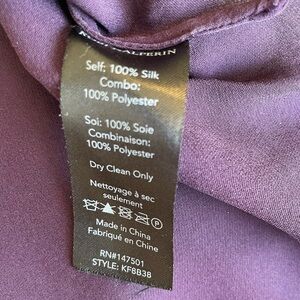 ALPERIN
Self: 100% Silk
Combo:
100% Polyester
Soi: 100% Soie
Combinaison:
100% Polyester
Dry Clean Only
Nettoyage à sec
seulement
Made in China
Fabriqué en Chine
RN#147501
STYLE: KF8B38